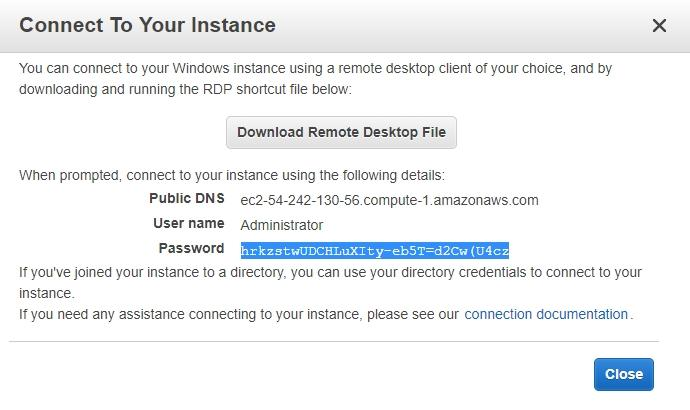 Connect To Your Instance
You can connect to your Windows instance using a remote desktop client of your choice, and by
downloading and running the RDP shortcut file below:
Download Remote Desktop File
When prompted, connect to your instance using the following details:
Public DNS ec2-54-242-130-56.compute-1.amazonaws.com
User name Administrator
Password hrkzstwUDCHLuXIty-eb5T=d2Cw(U4cz
If you've joined your instance to a directory, you can use your directory credentials to connect to your
instance.
If you need any assistance connecting to your instance, please see our connection documentation.
Close